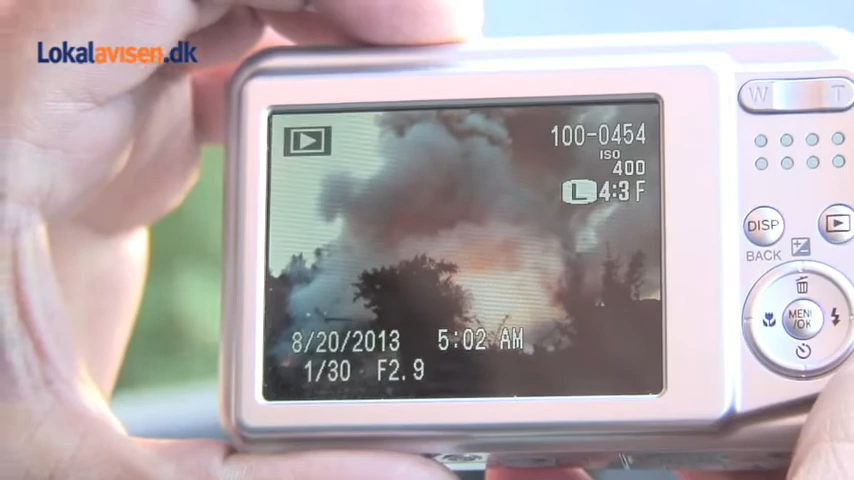 Lokalavisen.dk
100-0454
ISO
400
L 4:3 F
8/20/2013 5:02 AM
1/30 F2.9
W T
DISP
BACK
MENU
/OK